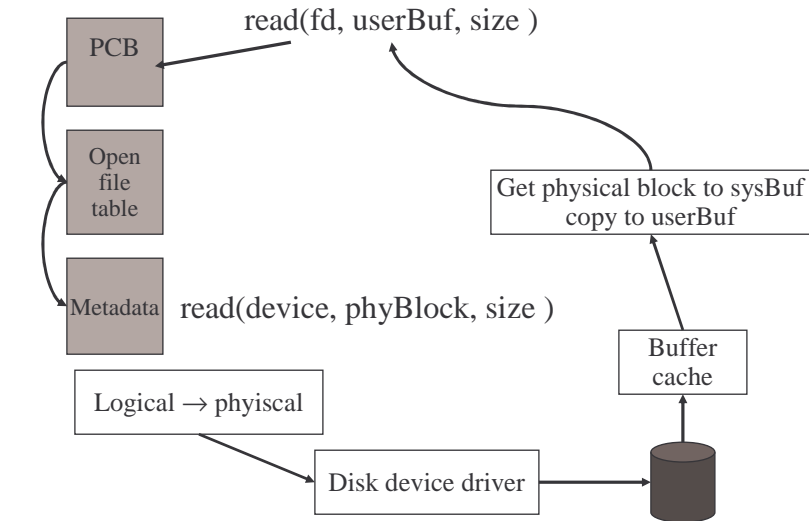 read(fd, userBuf, size )
PCB
Open
file
table
Get physical block to sysBuf
copy to userBuf
Metadata
read(device, phyBlock, size )
Buffer
cache
Logical → phyiscal
Disk device driver